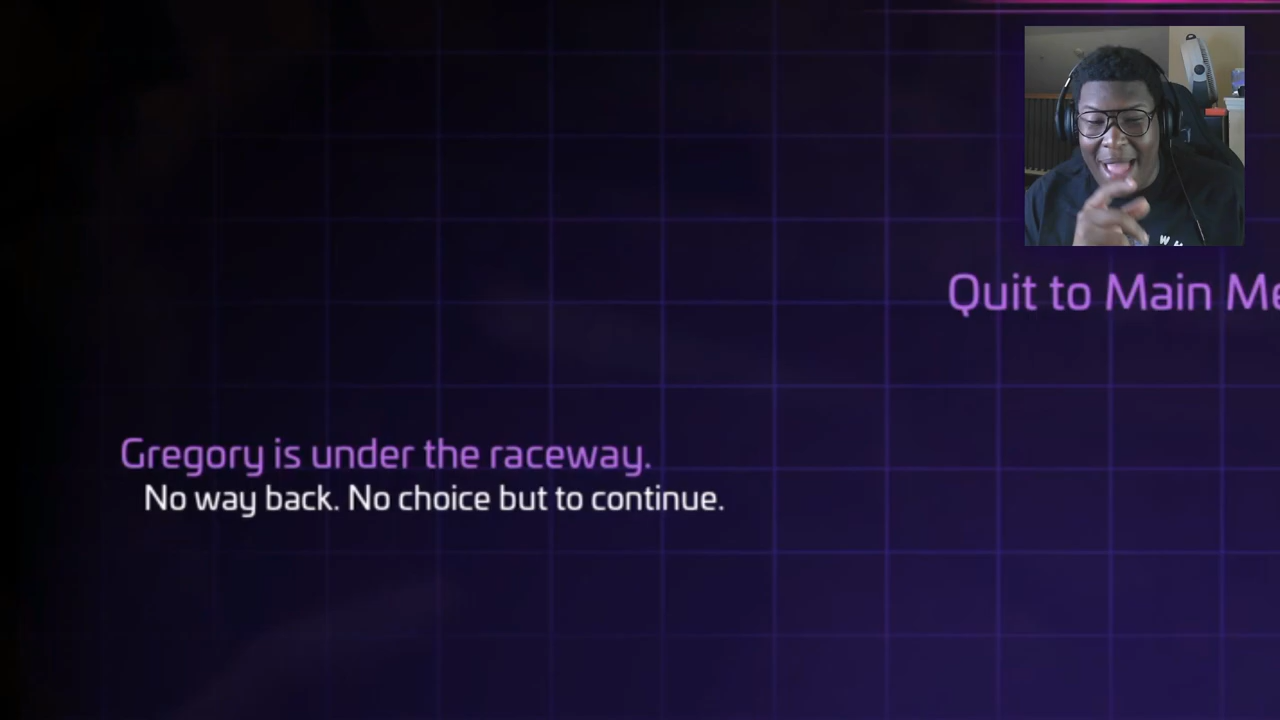 Quit to Main Me
Gregory is under the raceway.
No way back. No choice but to continue.